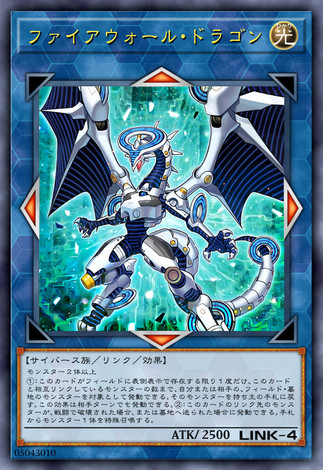 ファイアウォール・ドラゴン
光
【サイバース族/リンク/効果】
モンスター2体以上
①:このカードがフィールドに表側表示で存在する限り1度だけ、このカード
と相互リンクしているモンスターの数まで、自分または相手の、フィールド・墓
地のモンスターを対象として発動できる。そのモンスターを持ち主の手札に戻
す。この効果は相手ターンでも発動できる。②:このカードのリンク先のモンスター
が、戦闘で破壊された場合、または墓地へ送られた場合に発動できる。手札
からモンスター1体を特殊召喚する。
ATK/2500 LINK-4
05043010